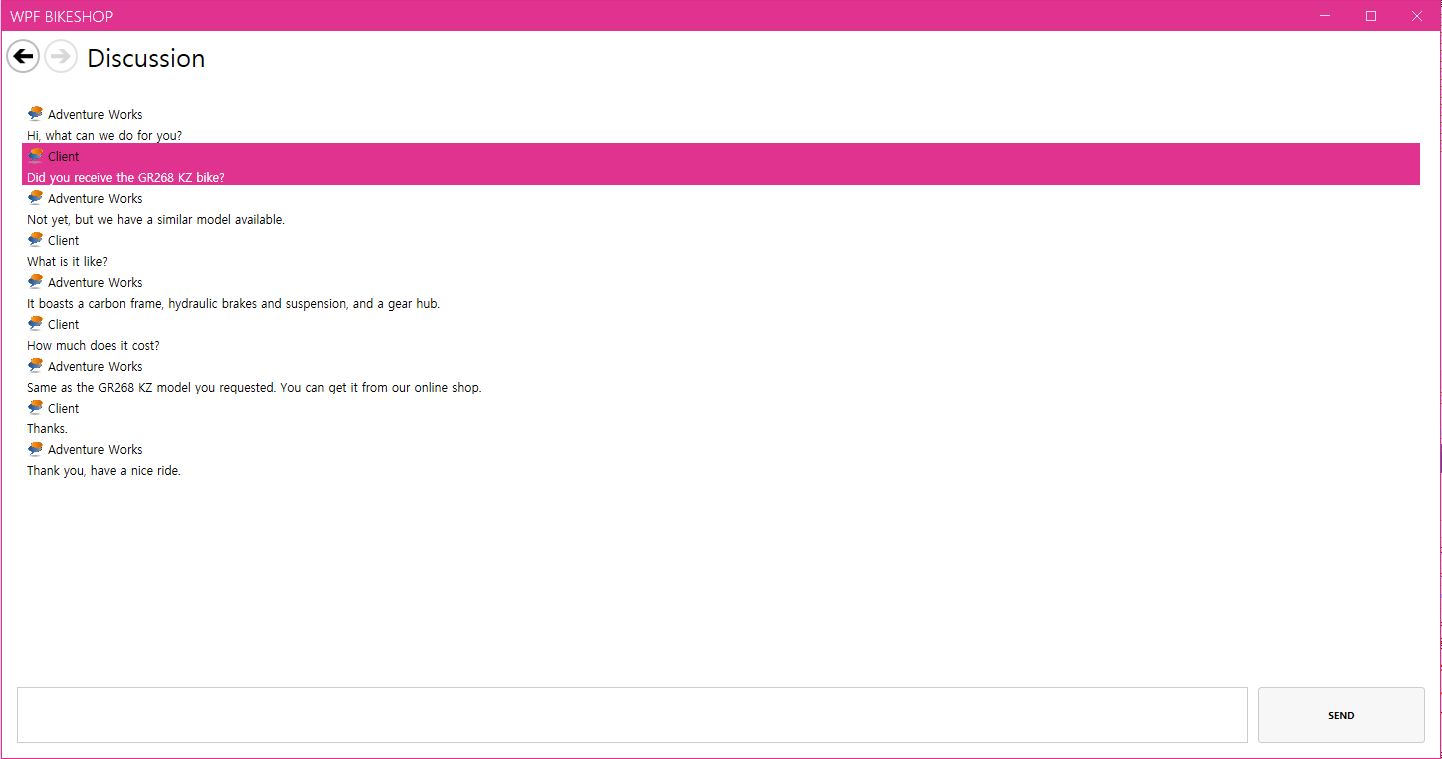 WPF BIKESHOP
Discussion
Adventure Works
Hi, what can we do for you?
Client
Did you receive the GR268 KZ bike?
Adventure Works
Not yet, but we have a similar model available.
Client
What is it like?
Adventure Works
It boasts a carbon frame, hydraulic brakes and suspension, and a gear hub.
Client
How much does it cost?
Adventure Works
Same as the GR268 KZ model you requested. You can get it from our online shop.
Client
Thanks.
Adventure Works
Thank you, have a nice ride.
SEND